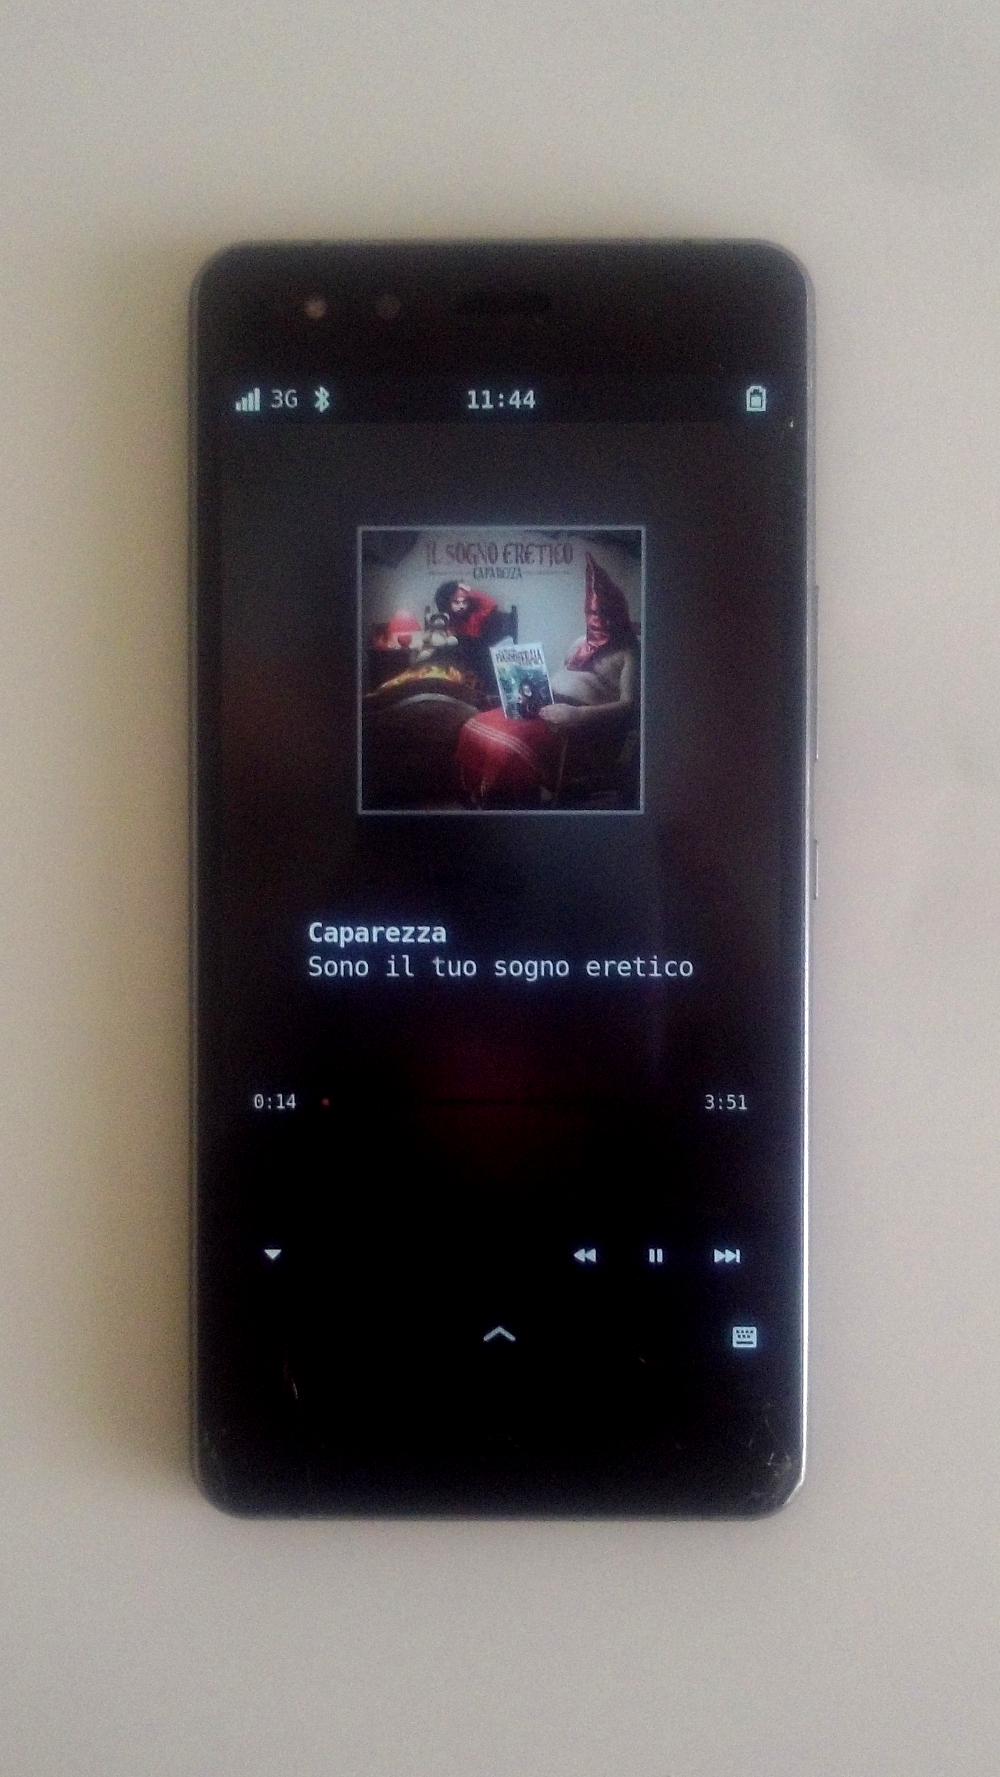 3G
11:44
IL SOGNO ERETICO
CAPAREZZA
Caparezza
Sono il tuo sogno eretico
0:14
3:51